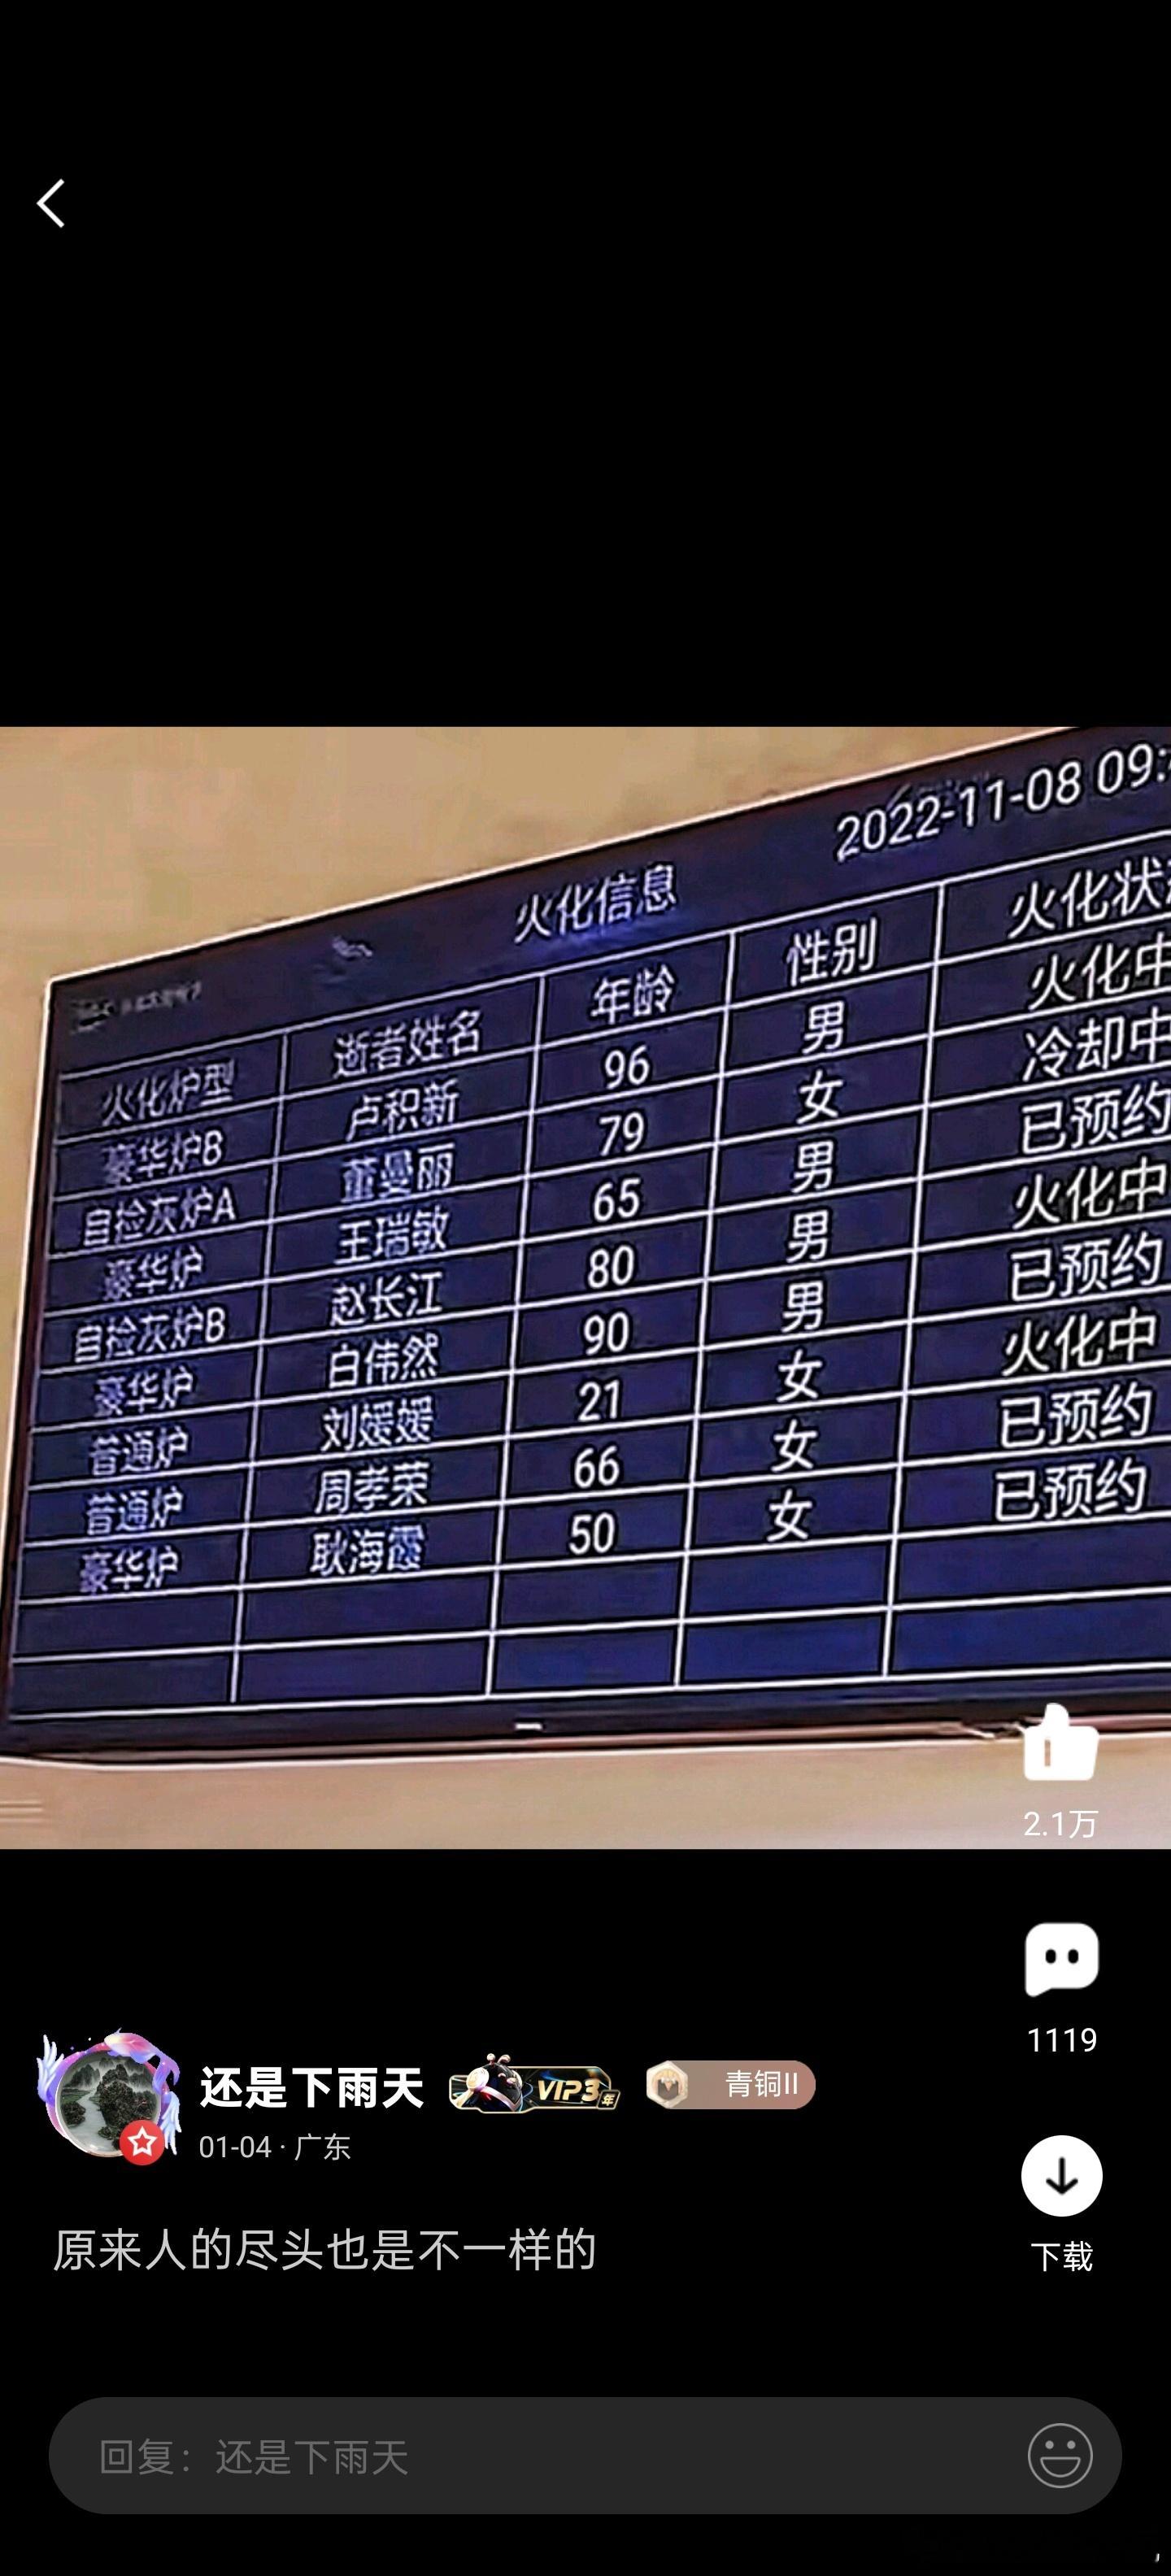 2022-11-08 09:
火化信息
火化炉型 逝者姓名 年龄 性别 火化状
豪华炉B 卢积新 96 男 火化中
自捡灰炉A 董曼丽 79 女 冷却中
豪华炉 王瑞敏 65 男 已预约
自捡灰炉B 赵长江 80 男 火化中
豪华炉 白伟然 90 男 已预约
普通炉 刘媛媛 21 女 火化中
普通炉 周孝荣 66 女 已预约
豪华炉 耿海霞 50 女 已预约
2.1万
1119
还是下雨天 VIP3年 青铜II
01-04 · 广东
下载
原来人的尽头也是不一样的
回复：还是下雨天